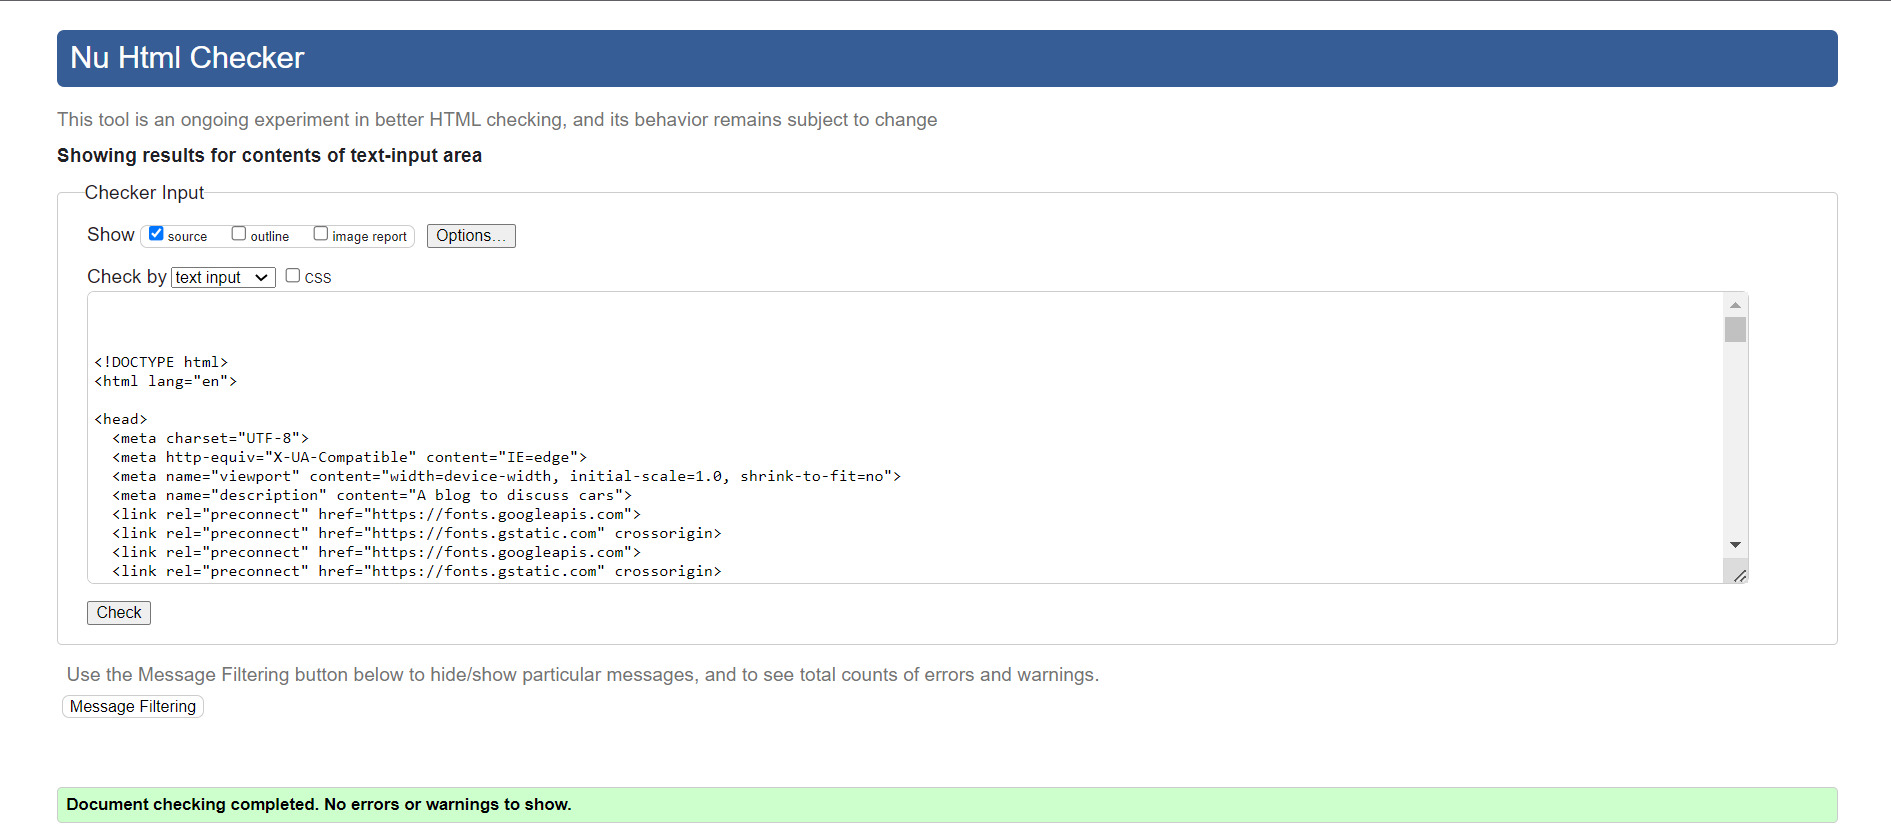 Nu Html Checker
This tool is an ongoing experiment in better HTML checking, and its behavior remains subject to change
Showing results for contents of text-input area
Checker Input
Show source outline image report Options...
Check by text input CSS
<!DOCTYPE html>
<html lang="en">
<head>
<meta charset="UTF-8">
<meta http-equiv="X-UA-Compatible" content="IE=edge">
<meta name="viewport" content="width=device-width, initial-scale=1.0, shrink-to-fit=no">
<meta name="description" content="A blog to discuss cars">
<link rel="preconnect" href="https://fonts.googleapis.com">
<link rel="preconnect" href="https://fonts.gstatic.com" crossorigin>
<link rel="preconnect" href="https://fonts.googleapis.com">
<link rel="preconnect" href="https://fonts.gstatic.com" crossorigin>
Check
Use the Message Filtering button below to hide/show particular messages, and to see total counts of errors and warnings.
Message Filtering
Document checking completed. No errors or warnings to show.